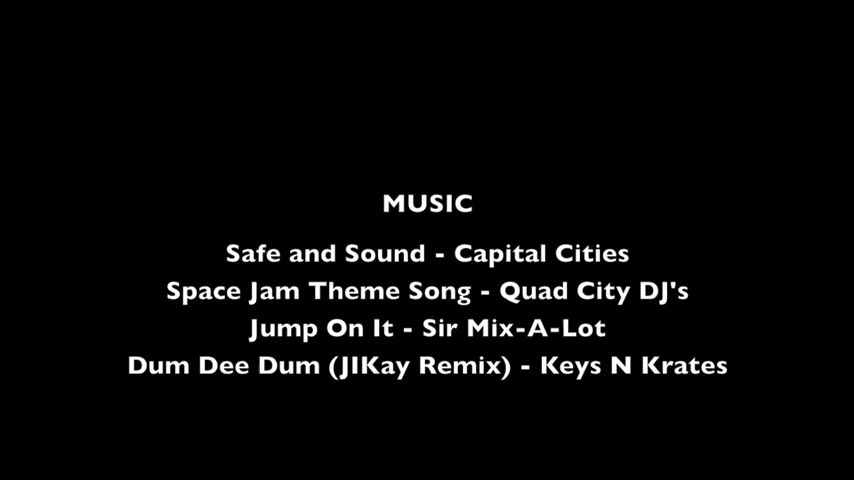 MUSIC
Safe and Sound - Capital Cities
Space Jam Theme Song - Quad City DJ's
Jump On It - Sir Mix-A-Lot
Dum Dee Dum (JIKay Remix) - Keys N Krates